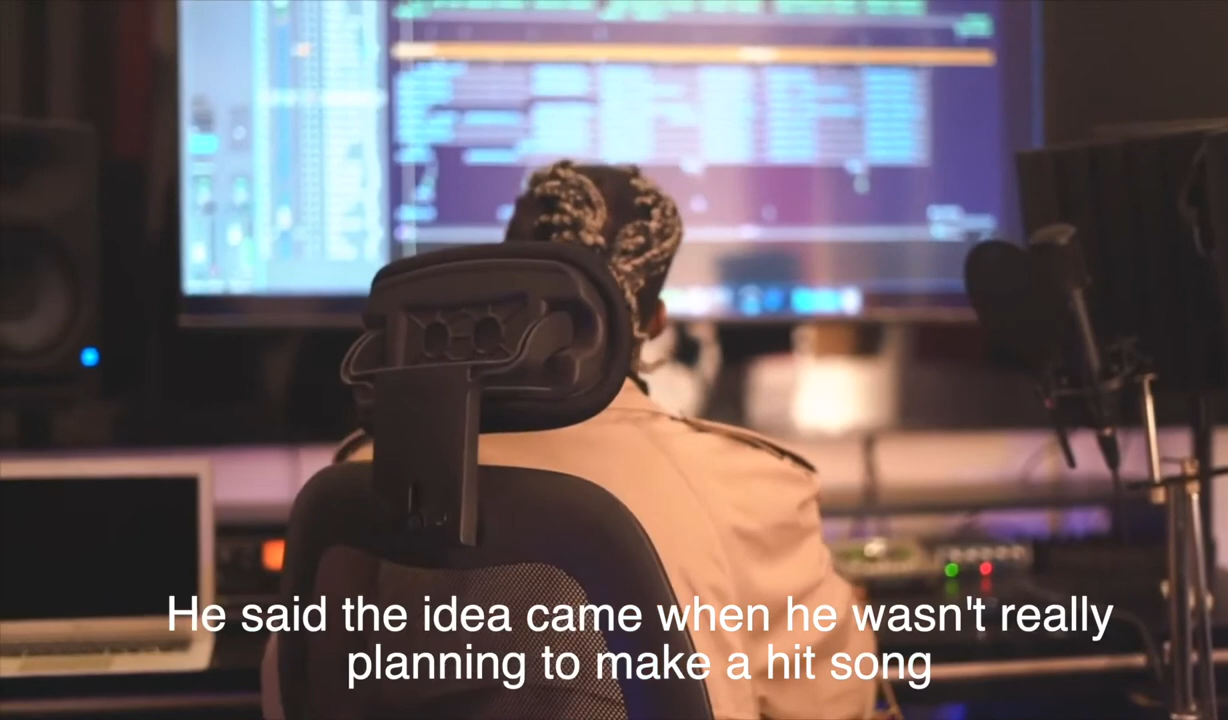 He said the idea came when he wasn't really
planning to make a hit song